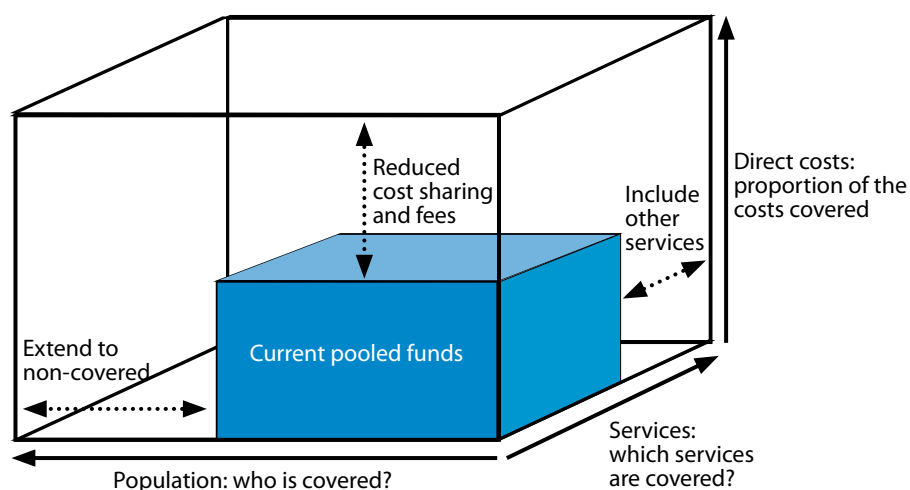 Reduced
cost sharing
and fees
Include
other
services
Direct costs:
proportion of the
costs covered
Extend to
non-covered
Current pooled funds
Services:
which services
are covered?
Population: who is covered?